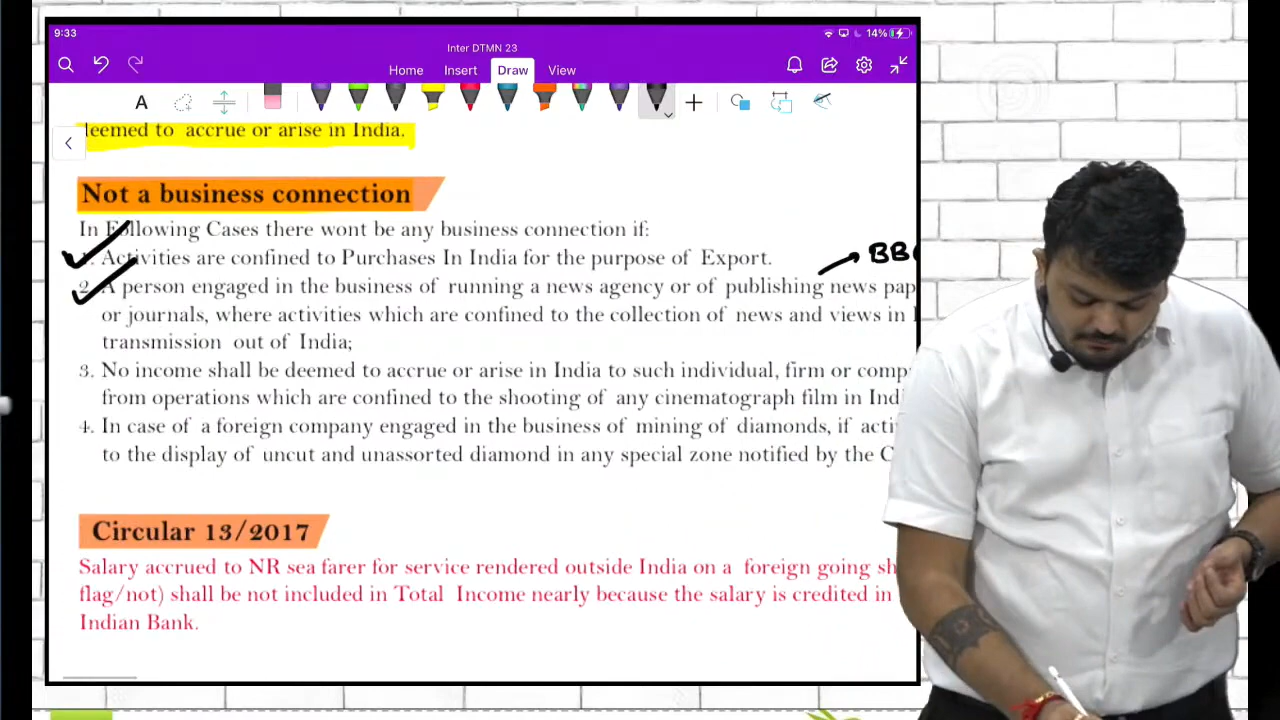 9:33
14%
Inter DTMN 23
Home Insert Draw View
A
deemed to accrue or arise in India.
Not a business connection
In Following Cases there wont be any business connection if:
1. Activities are confined to Purchases In India for the purpose of Export.
BB
2. A person engaged in the business of running a news agency or of publishing news pap
or journals, where activities which are confined to the collection of news and views in
transmission out of India;
3. No income shall be deemed to accrue or arise in India to such individual, firm or comp
from operations which are confined to the shooting of any cinematograph film in Ind
4. In case of a foreign company engaged in the business of mining of diamonds, if acti
to the display of uncut and unassorted diamond in any special zone notified by the C
Circular 13/2017
Salary accrued to NR sea farer for service rendered outside India on a foreign going sh
flag/not) shall be not included in Total Income nearly because the salary is credited in
Indian Bank.